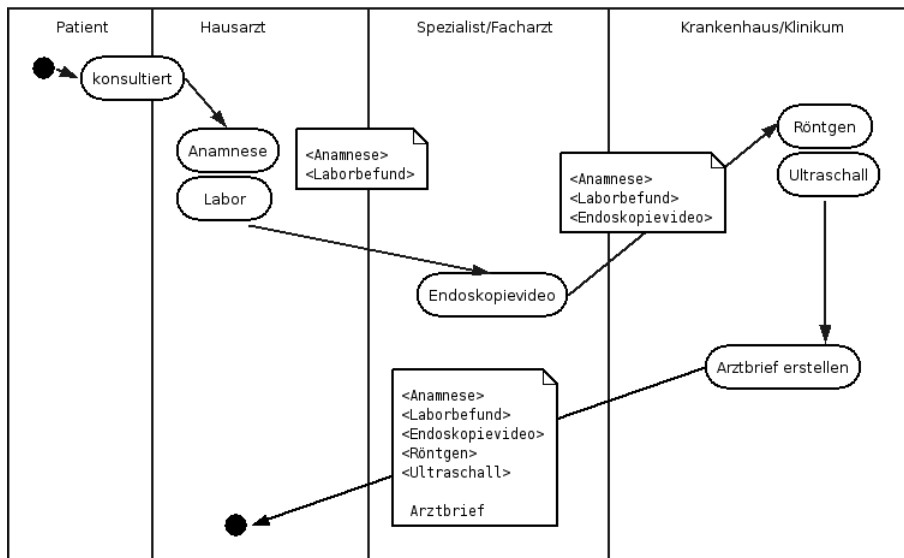 Patient
Hausarzt
Spezialist/Facharzt
Krankenhaus/Klinikum
konsultiert
Anamnese
Labor
<Anamnese>
<Laborbefund>
Endoskopievideo
<Anamnese>
<Laborbefund>
<Endoskopievideo>
Röntgen
Ultraschall
Arztbrief erstellen
<Anamnese>
<Laborbefund>
<Endoskopievideo>
<Röntgen>
<Ultraschall>
Arztbrief